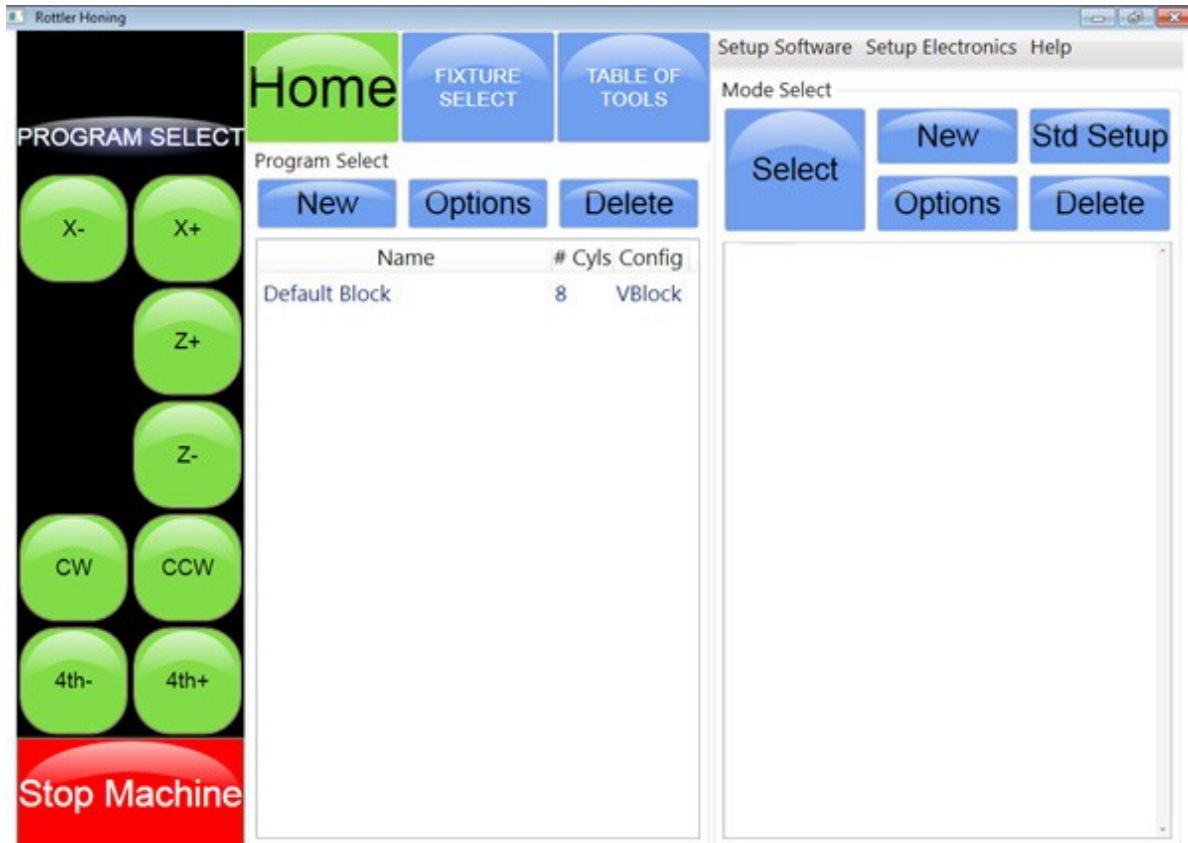 Rottler Honing
PROGRAM SELECT
X-
X+
Z+
Z-
CW
CCW
4th-
4th+
Stop Machine
Home
FIXTURE
SELECT
TABLE OF
TOOLS
Program Select
New
Options
Delete
Name # Cyls Config
Default Block 8 VBlock
Setup Software Setup Electronics Help
Mode Select
Select
New
Std Setup
Options
Delete